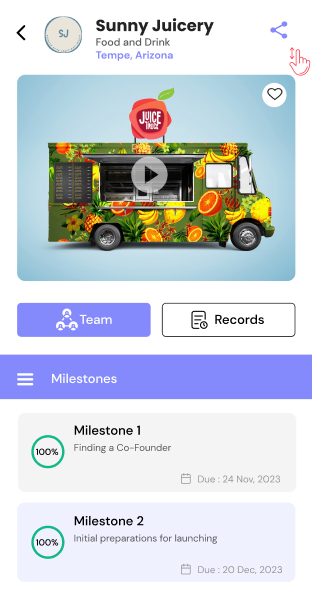 SJ
Sunny Juicery
Food and Drink
Tempe, Arizona
JUICE
TRUCK
Team
Records
Milestones
Milestone 1
100%
Finding a Co-Founder
Due : 24 Nov, 2023
Milestone 2
100%
Initial preparations for launching
Due : 20 Dec, 2023